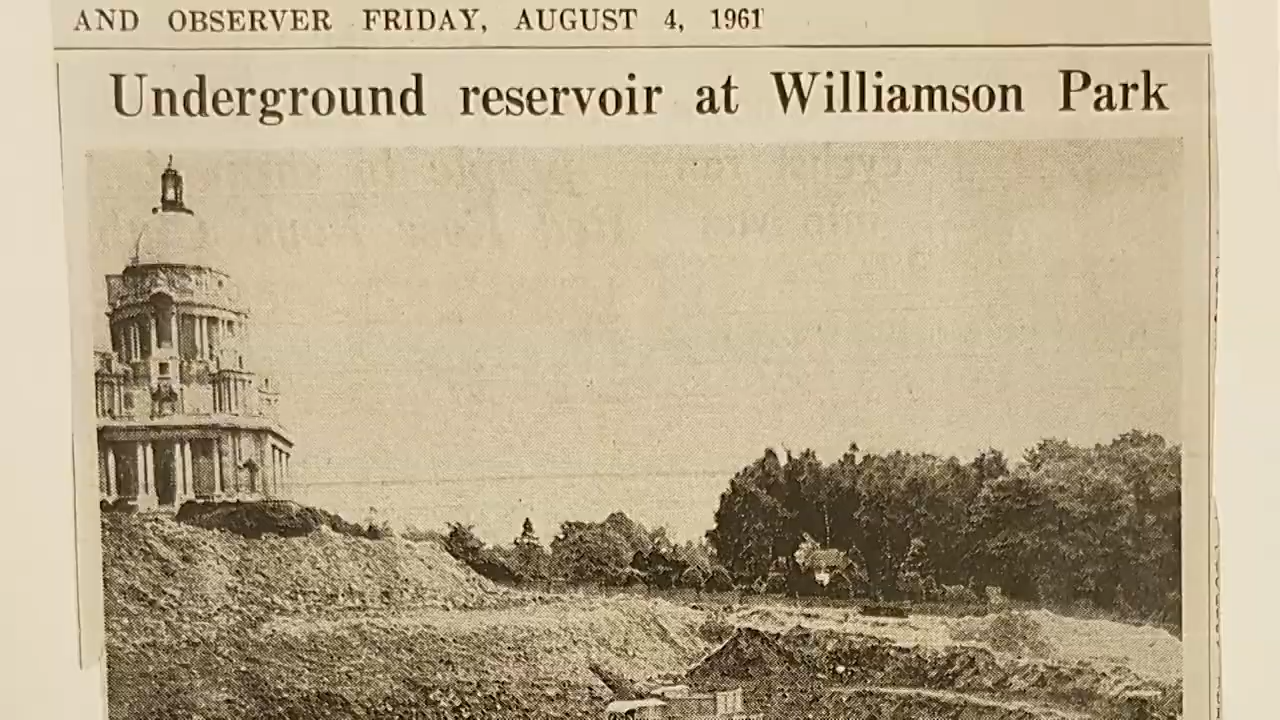 AND OBSERVER FRIDAY, AUGUST 4, 1961
Underground reservoir at Williamson Park